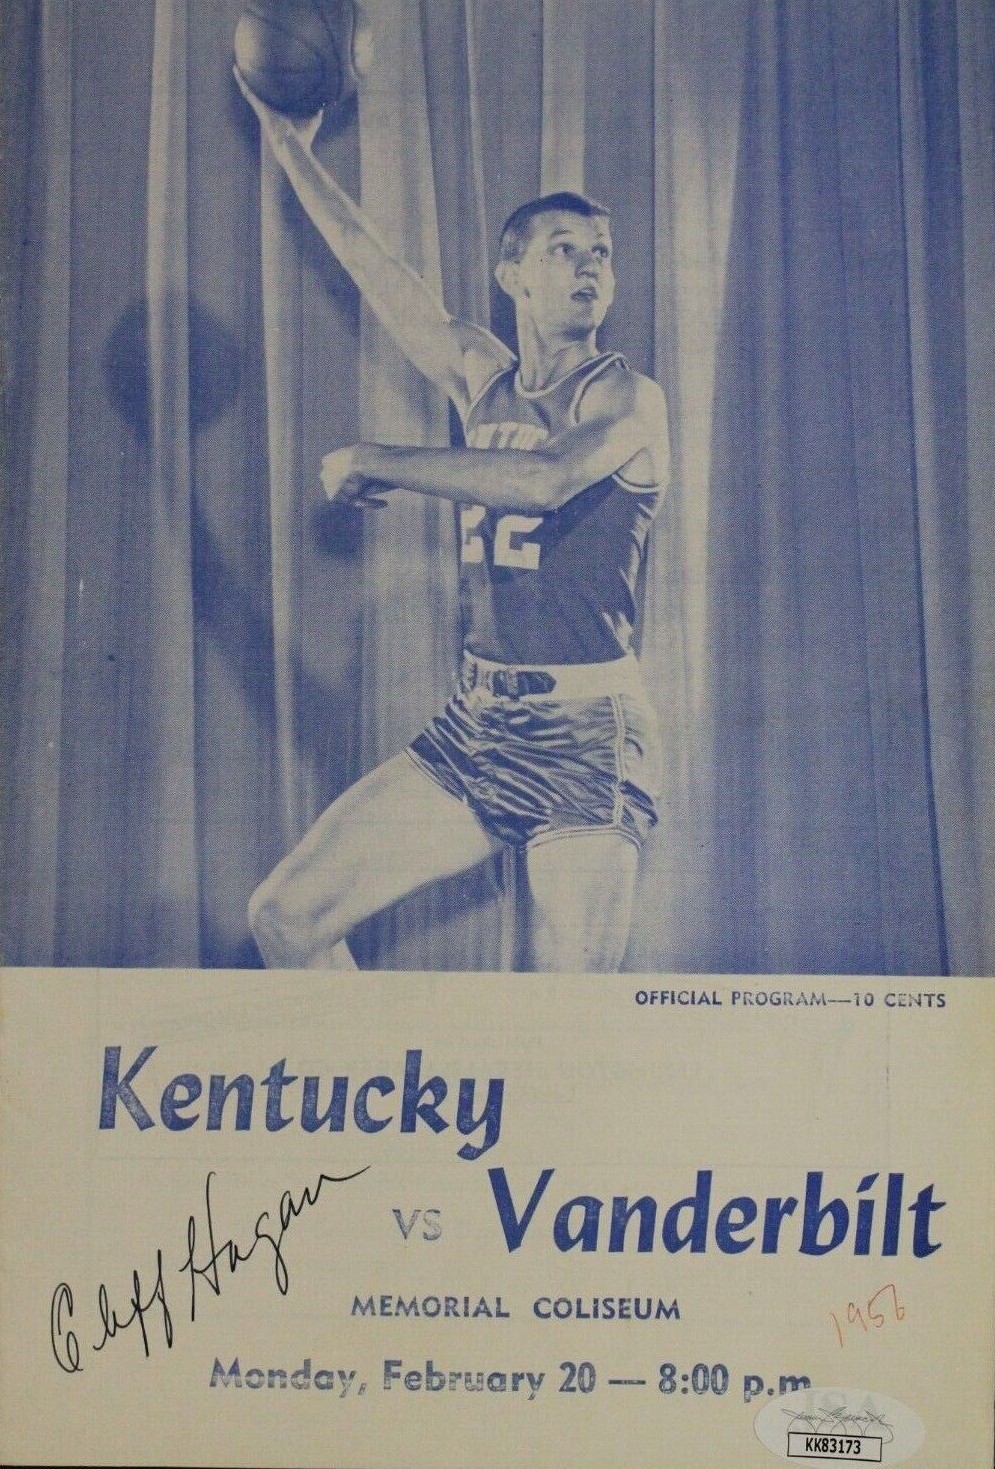 22
OFFICIAL PROGRAM—10 CENTS
Kentucky
vs Vanderbilt
Cliff Hagan
MEMORIAL COLISEUM
1956
Monday, February 20 — 8:00 p.m.
KK83173